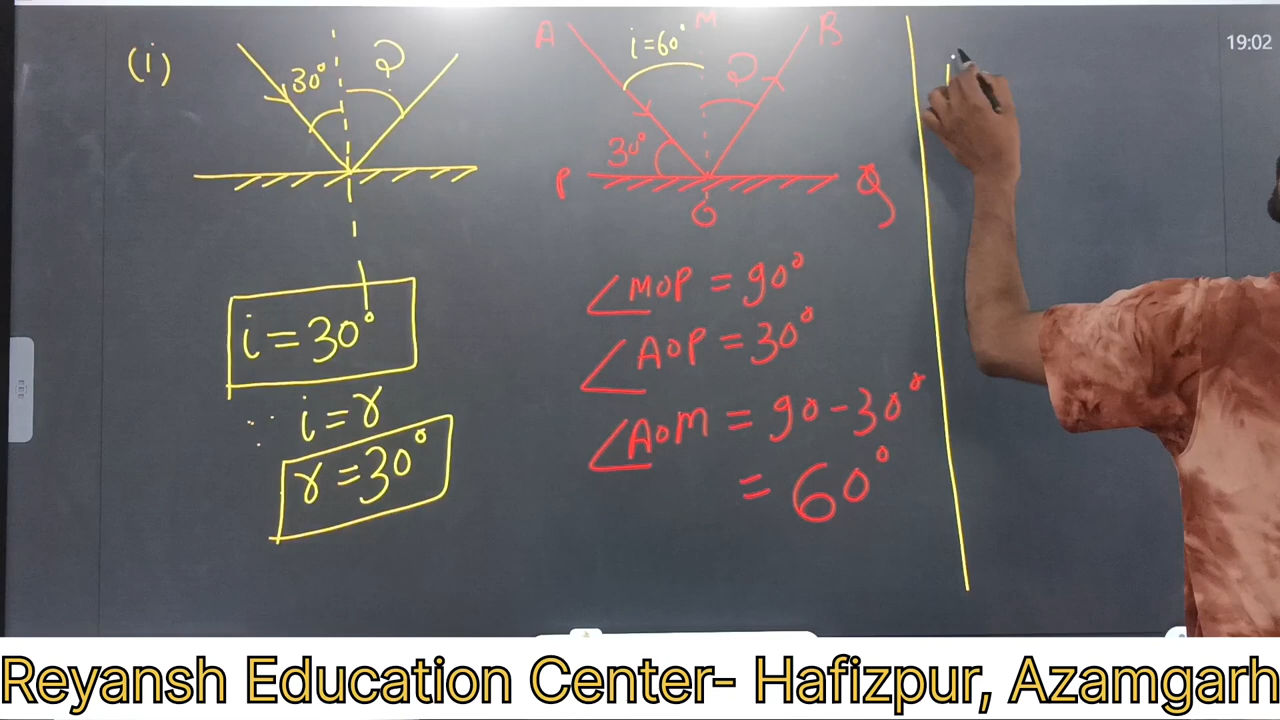 (i)
30°
?
i = 30°
∵ i = r
r = 30°
A
i = 60°
M
?
B
30°
P
Q
O
∠MOP = 90°
∠AOP = 30°
∠AOM = 90 - 30°
= 60°
i
19:02
Reyansh Education Center- Hafizpur, Azamgarh